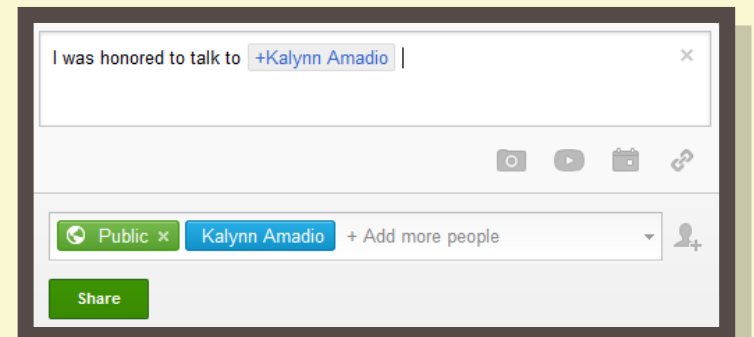 I was honored to talk to +Kalynn Amadio
Public × Kalynn Amadio + Add more people
Share